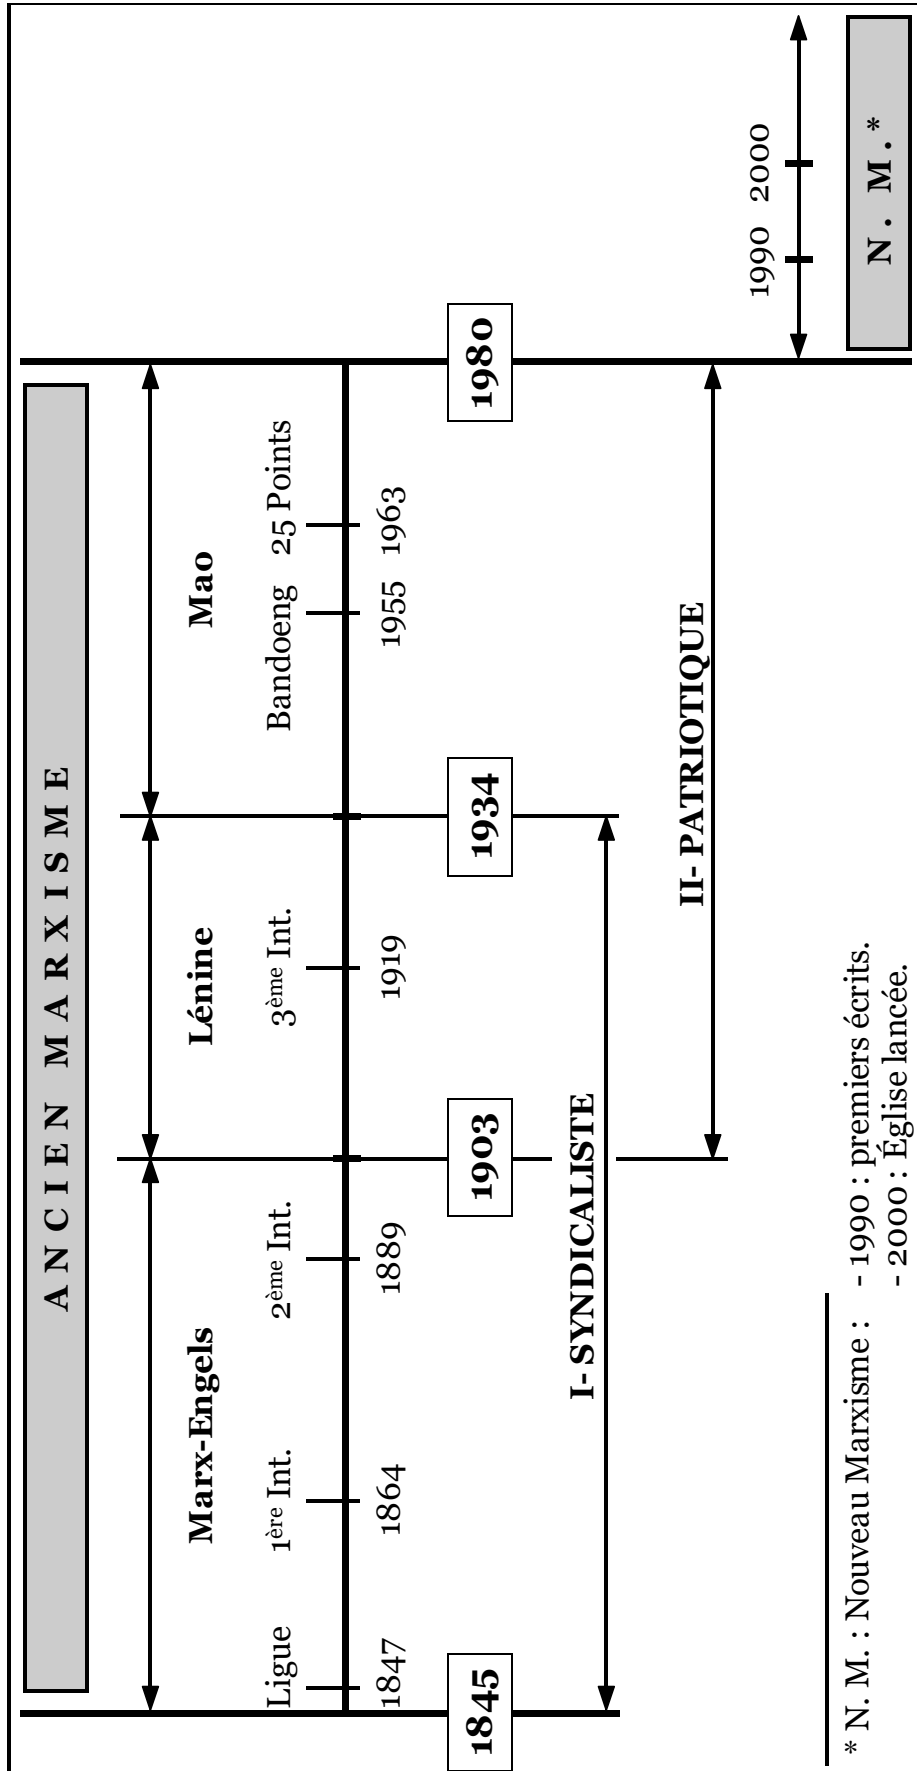 ANCIEN MARXISME
Marx-Engels
Lénine
Mao
Ligue
1ère Int.
2ème Int.
3ème Int.
Bandoeng
25 Points
1847
1864
1889
1919
1955
1963
1845
1903
1934
1980
I- SYNDICALISTE
II- PATRIOTIQUE
1990
2000
N. M.*
* N. M. : Nouveau Marxisme : - 1990 : premiers écrits.
- 2000 : Église lancée.